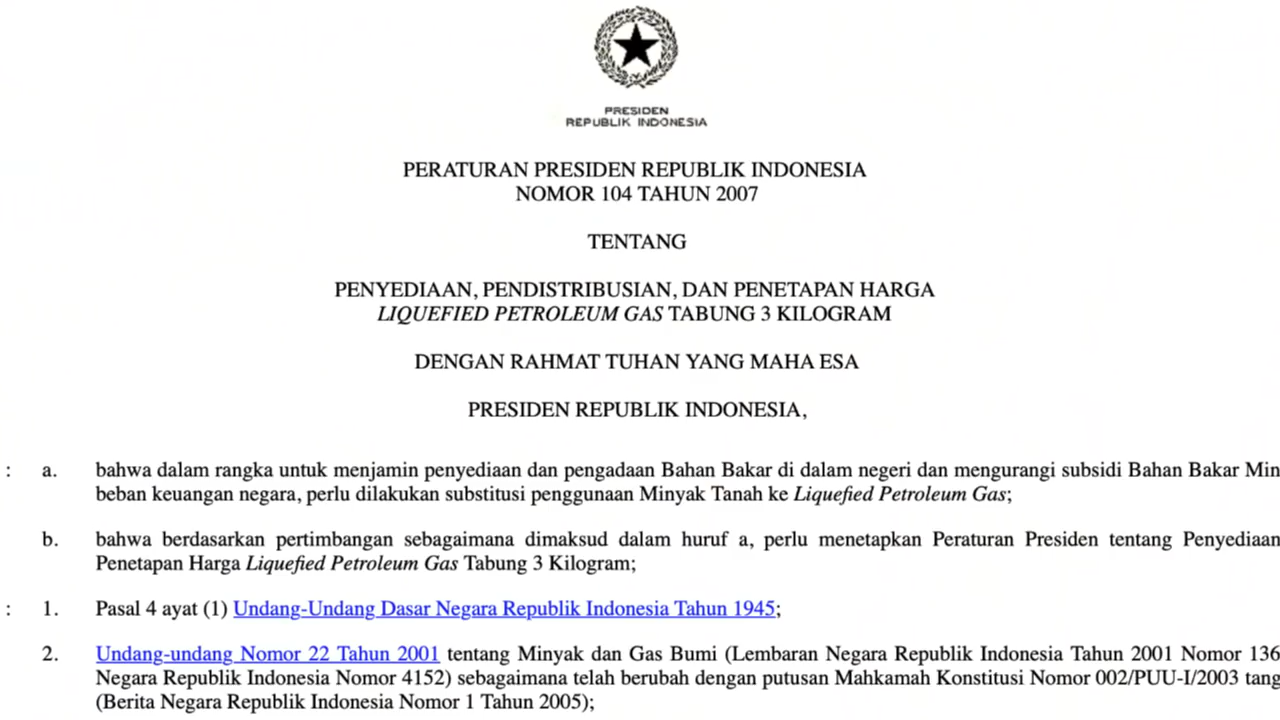 PRESIDEN
REPUBLIK INDONESIA
PERATURAN PRESIDEN REPUBLIK INDONESIA
NOMOR 104 TAHUN 2007
TENTANG
PENYEDIAAN, PENDISTRIBUSIAN, DAN PENETAPAN HARGA
LIQUEFIED PETROLEUM GAS TABUNG 3 KILOGRAM
DENGAN RAHMAT TUHAN YANG MAHA ESA
PRESIDEN REPUBLIK INDONESIA,
: a. bahwa dalam rangka untuk menjamin penyediaan dan pengadaan Bahan Bakar di dalam negeri dan mengurangi subsidi Bahan Bakar Min
beban keuangan negara, perlu dilakukan substitusi penggunaan Minyak Tanah ke Liquefied Petroleum Gas;
b. bahwa berdasarkan pertimbangan sebagaimana dimaksud dalam huruf a, perlu menetapkan Peraturan Presiden tentang Penyediaan
Penetapan Harga Liquefied Petroleum Gas Tabung 3 Kilogram;
: 1. Pasal 4 ayat (1) Undang-Undang Dasar Negara Republik Indonesia Tahun 1945;
2. Undang-undang Nomor 22 Tahun 2001 tentang Minyak dan Gas Bumi (Lembaran Negara Republik Indonesia Tahun 2001 Nomor 136
Negara Republik Indonesia Nomor 4152) sebagaimana telah berubah dengan putusan Mahkamah Konstitusi Nomor 002/PUU-I/2003 tang
(Berita Negara Republik Indonesia Nomor 1 Tahun 2005);